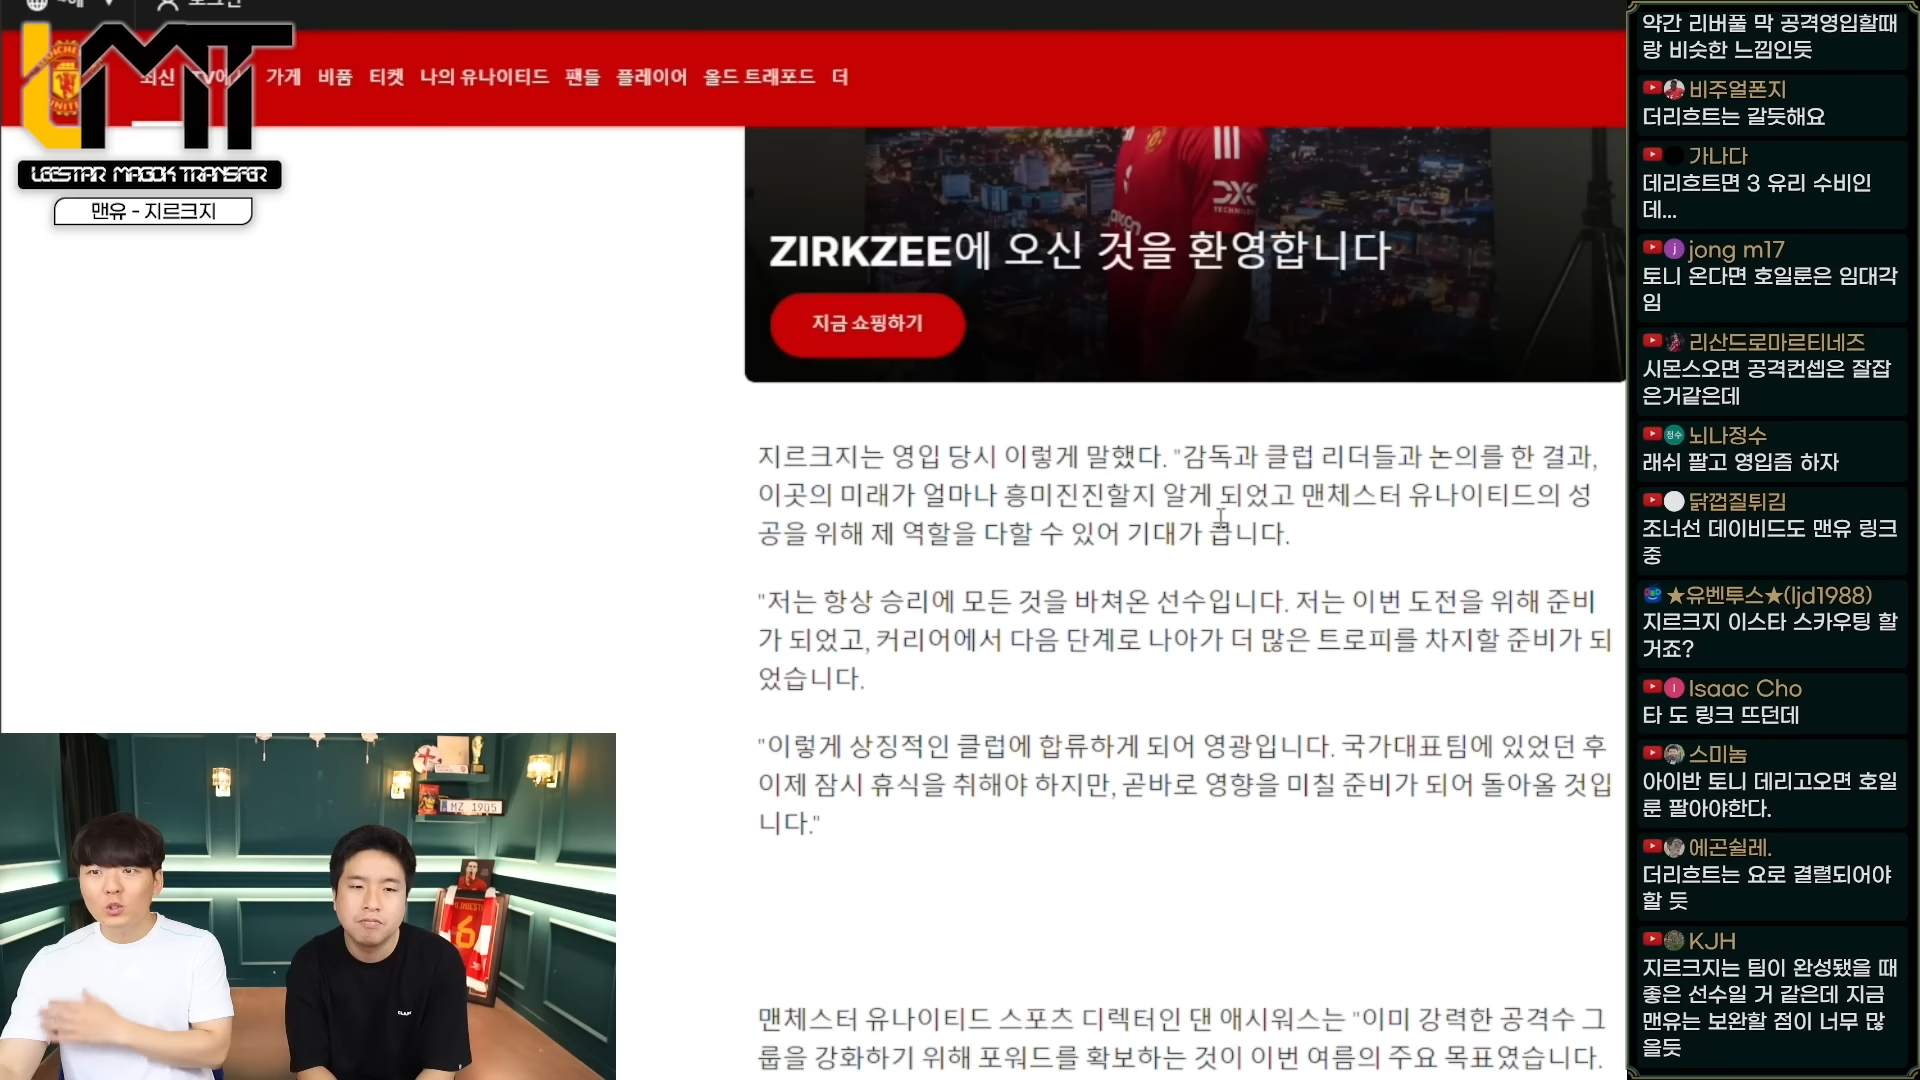 로그인
최신
가게 비품 티켓 나의 유나이티드 팬들 플레이어 올드 트래포드 더
LMT
LEESTAR MAGOK TRANSFER
맨유 - 지르크지
DXC
TECHNOLOGY
ZIRKZEE에 오신 것을 환영합니다
지금 쇼핑하기
지르크지는 영입 당시 이렇게 말했다. "감독과 클럽 리더들과 논의를 한 결과,
이곳의 미래가 얼마나 흥미진진할지 알게 되었고 맨체스터 유나이티드의 성
공을 위해 제 역할을 다할 수 있어 기대가 큽니다.
"저는 항상 승리에 모든 것을 바쳐온 선수입니다. 저는 이번 도전을 위해 준비
가 되었고, 커리어에서 다음 단계로 나아가 더 많은 트로피를 차지할 준비가 되
었습니다.
"이렇게 상징적인 클럽에 합류하게 되어 영광입니다. 국가대표팀에 있었던 후
이제 잠시 휴식을 취해야 하지만, 곧바로 영향을 미칠 준비가 되어 돌아올 것입
니다."
맨체스터 유나이티드 스포츠 디렉터인 댄 애시워스는 "이미 강력한 공격수 그
룹을 강화하기 위해 포워드를 확보하는 것이 이번 여름의 주요 목표였습니다.
MZ 1905
6
약간 리버풀 막 공격영입할때
랑 비슷한 느낌인듯
비주얼폰지
더리흐트는 갈듯해요
가나다
데리흐트면 3 유리 수비인
데...
jong m17
토니 온다면 호일룬은 임대각
임
리산드로마르티네즈
시몬스오면 공격컨셉은 잘잡
은거같은데
뇌나정수
래쉬 팔고 영입즘 하자
닭껍질튀김
조너선 데이비드도 맨유 링크
중
★유벤투스★(ljd1988)
지르크지 이스타 스카우팅 할
거죠?
Isaac Cho
타 도 링크 뜨던데
스미놈
아이반 토니 데리고오면 호일
룬 팔아야한다.
에곤쉴레.
더리흐트는 요로 결렬되어야
할 듯
KJH
지르크지는 팀이 완성됐을 때
좋은 선수일 거 같은데 지금
맨유는 보완할 점이 너무 많
을듯